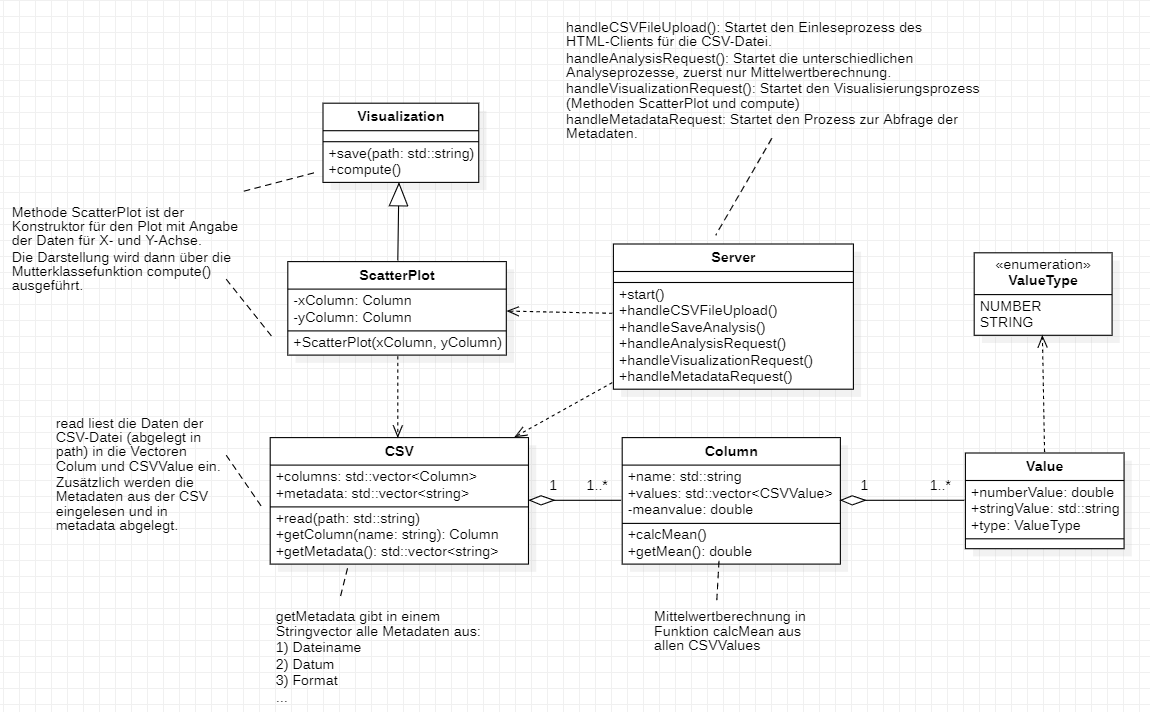 handleCSVFileUpload(): Startet den Einleseprozess des
HTML-Clients für die CSV-Datei.
handleAnalysisRequest(): Startet die unterschiedlichen
Analyseprozesse, zuerst nur Mittelwertberechnung.
handleVisualizationRequest(): Startet den Visualisierungsprozess
(Methoden ScatterPlot und compute)
handleMetadataRequest: Startet den Prozess zur Abfrage der
Metadaten.
Visualization
+save(path: std::string)
+compute()
Methode ScatterPlot ist der
Konstruktor für den Plot mit Angabe
der Daten für X- und Y-Achse.
Die Darstellung wird dann über die
Mutterklassefunktion compute()
ausgeführt.
ScatterPlot
-xColumn: Column
-yColumn: Column
+ScatterPlot(xColumn, yColumn)
Server
+start()
+handleCSVFileUpload()
+handleSaveAnalysis()
+handleAnalysisRequest()
+handleVisualizationRequest()
+handleMetadataRequest()
«enumeration»
ValueType
NUMBER
STRING
read liest die Daten der
CSV-Datei (abgelegt in
path) in die Vectoren
Colum und CSVValue ein.
Zusätzlich werden die
Metadaten aus der CSV
eingelesen und in
metadata abgelegt.
CSV
+columns: std::vector<Column>
+metadata: std::vector<string>
+read(path: std::string)
+getColumn(name: string): Column
+getMetadata(): std::vector<string>
1
1..*
Column
+name: std::string
+values: std::vector<CSVValue>
-meanvalue: double
+calcMean()
+getMean(): double
1
1..*
Value
+numberValue: double
+stringValue: std::string
+type: ValueType
getMetadata gibt in einem
Stringvector alle Metadaten aus:
1) Dateiname
2) Datum
3) Format
...
Mittelwertberechnung in
Funktion calcMean aus
allen CSVValues